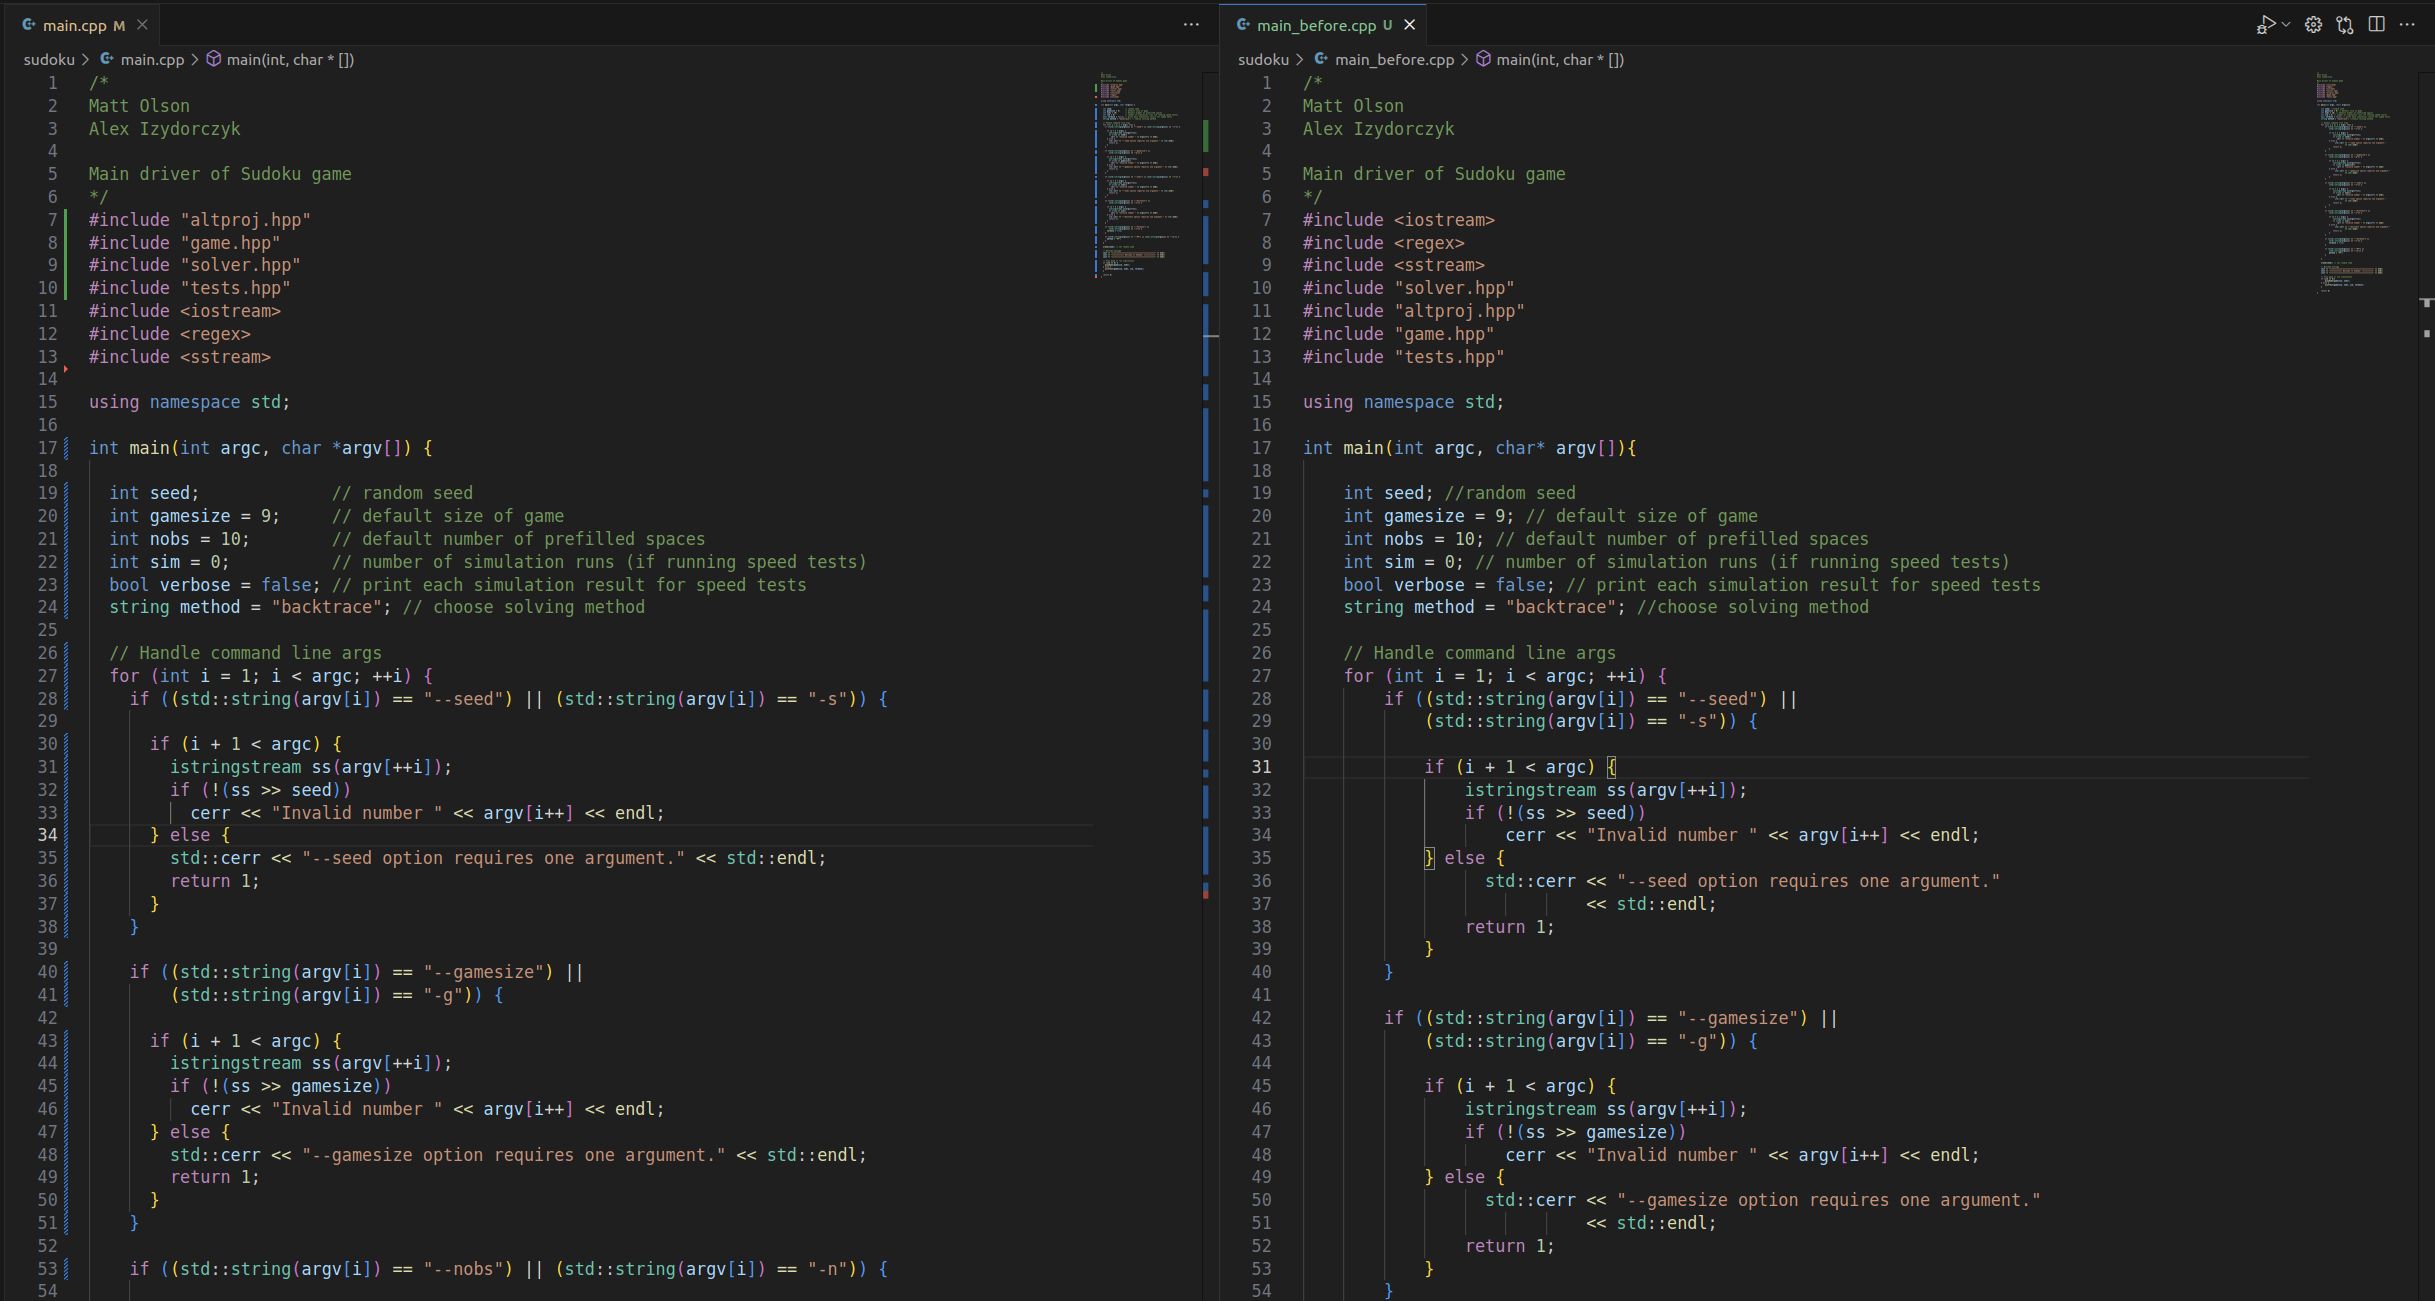 main.cpp M
sudoku > main.cpp > main(int, char * [])
1 /*
2 Matt Olson
3 Alex Izydorczyk
4
5 Main driver of Sudoku game
6 */
7 #include "altproj.hpp"
8 #include "game.hpp"
9 #include "solver.hpp"
10 #include "tests.hpp"
11 #include <iostream>
12 #include <regex>
13 #include <sstream>
14
15 using namespace std;
16
17 int main(int argc, char *argv[]) {
18
19   int seed;             // random seed
20   int gamesize = 9;     // default size of game
21   int nobs = 10;        // default number of prefilled spaces
22   int sim = 0;          // number of simulation runs (if running speed tests)
23   bool verbose = false; // print each simulation result for speed tests
24   string method = "backtrace"; // choose solving method
25
26   // Handle command line args
27   for (int i = 1; i < argc; ++i) {
28     if ((std::string(argv[i]) == "--seed") || (std::string(argv[i]) == "-s")) {
29
30       if (i + 1 < argc) {
31         istringstream ss(argv[++i]);
32         if (!(ss >> seed))
33           cerr << "Invalid number " << argv[i++] << endl;
34       } else {
35         std::cerr << "--seed option requires one argument." << std::endl;
36         return 1;
37       }
38     }
39
40     if ((std::string(argv[i]) == "--gamesize") ||
41         (std::string(argv[i]) == "-g")) {
42
43       if (i + 1 < argc) {
44         istringstream ss(argv[++i]);
45         if (!(ss >> gamesize))
46           cerr << "Invalid number " << argv[i++] << endl;
47       } else {
48         std::cerr << "--gamesize option requires one argument." << std::endl;
49         return 1;
50       }
51     }
52
53     if ((std::string(argv[i]) == "--nobs") || (std::string(argv[i]) == "-n")) {
54
main_before.cpp U
sudoku > main_before.cpp > main(int, char * [])
1 /*
2 Matt Olson
3 Alex Izydorczyk
4
5 Main driver of Sudoku game
6 */
7 #include <iostream>
8 #include <regex>
9 #include <sstream>
10 #include "solver.hpp"
11 #include "altproj.hpp"
12 #include "game.hpp"
13 #include "tests.hpp"
14
15 using namespace std;
16
17 int main(int argc, char* argv[]){
18
19     int seed; //random seed
20     int gamesize = 9; // default size of game
21     int nobs = 10; // default number of prefilled spaces
22     int sim = 0; // number of simulation runs (if running speed tests)
23     bool verbose = false; // print each simulation result for speed tests
24     string method = "backtrace"; //choose solving method
25
26     // Handle command line args
27     for (int i = 1; i < argc; ++i) {
28         if ((std::string(argv[i]) == "--seed") ||
29             (std::string(argv[i]) == "-s")) {
30
31             if (i + 1 < argc) {
32                 istringstream ss(argv[++i]);
33                 if (!(ss >> seed))
34                     cerr << "Invalid number " << argv[i++] << endl;
35             } else {
36                   std::cerr << "--seed option requires one argument."
37                             << std::endl;
38                 return 1;
39             }
40         }
41
42         if ((std::string(argv[i]) == "--gamesize") ||
43             (std::string(argv[i]) == "-g")) {
44
45             if (i + 1 < argc) {
46                 istringstream ss(argv[++i]);
47                 if (!(ss >> gamesize))
48                     cerr << "Invalid number " << argv[i++] << endl;
49             } else {
50                   std::cerr << "--gamesize option requires one argument."
51                             << std::endl;
52                 return 1;
53             }
54         }